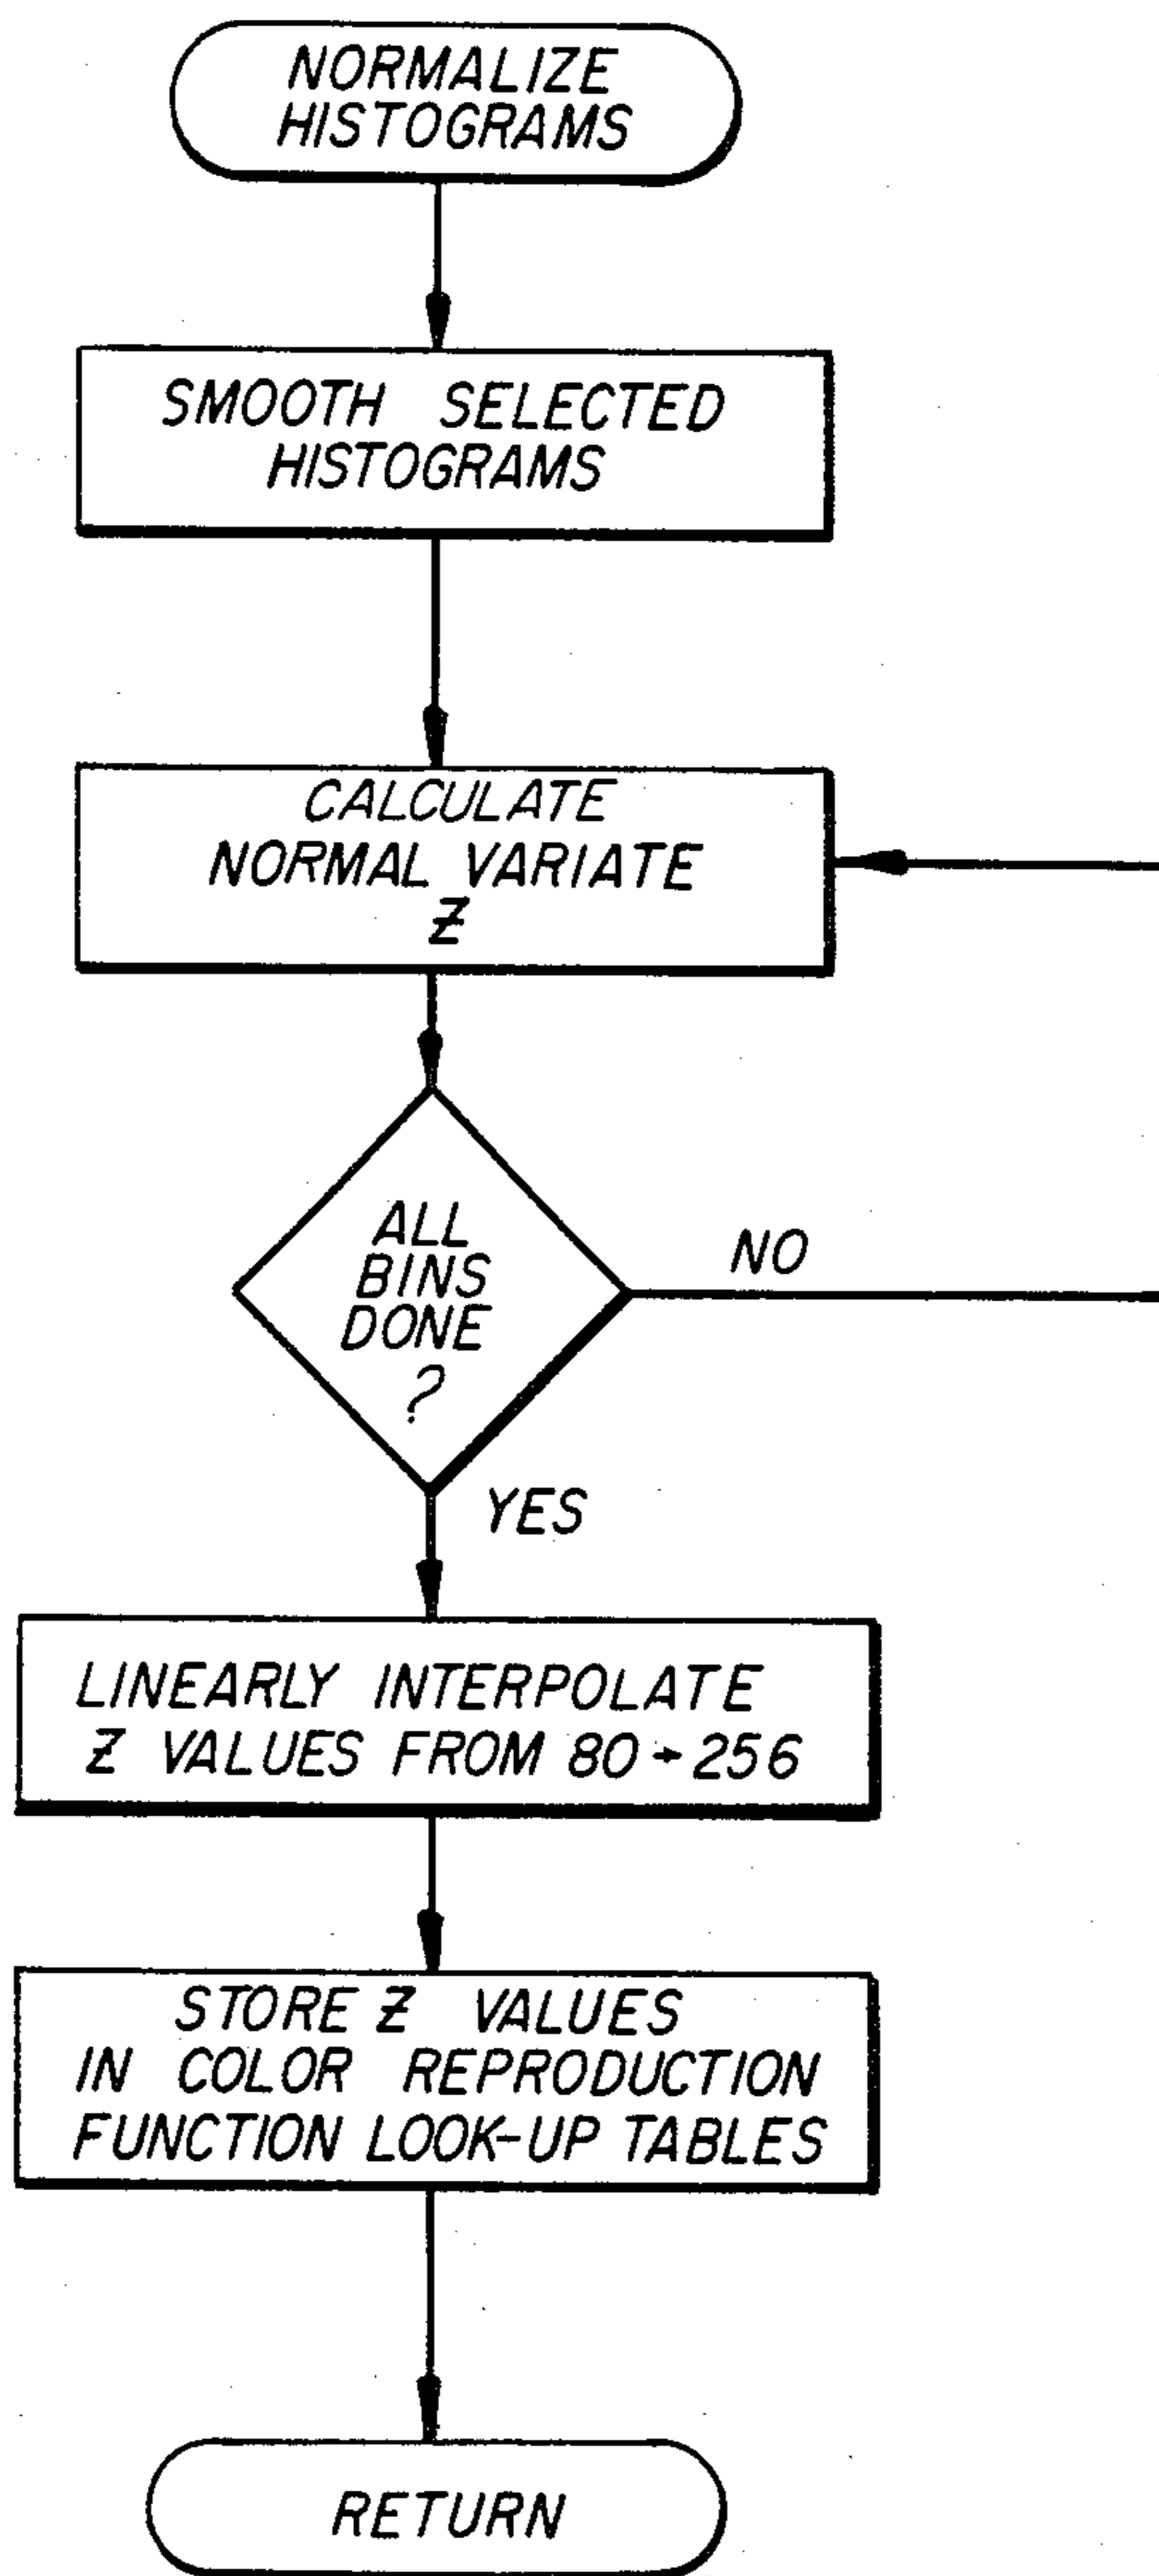 NORMALIZE
HISTOGRAMS
SMOOTH SELECTED
HISTOGRAMS
CALCULATE
NORMAL VARIATE
Z
ALL
BINS
DONE
?
NO
YES
LINEARLY INTERPOLATE
Z VALUES FROM 80→256
STORE Z VALUES
IN COLOR REPRODUCTION
FUNCTION LOOK-UP TABLES
RETURN